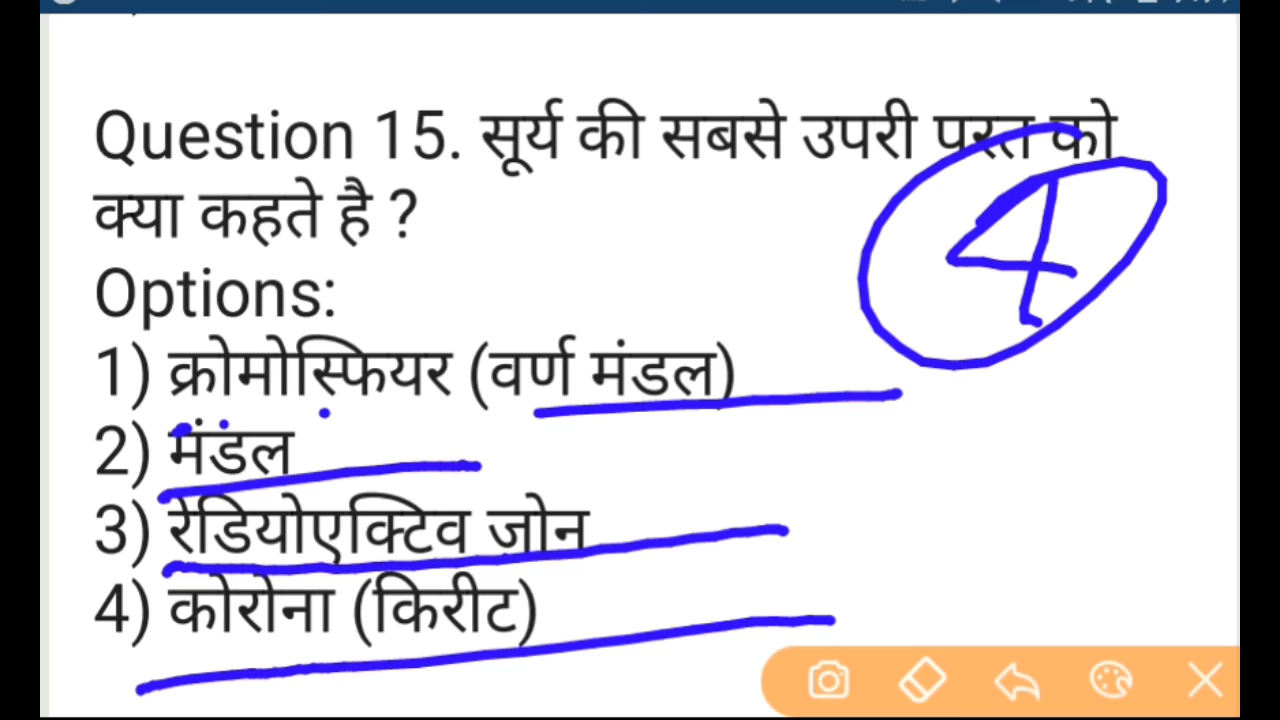 Question 15. सूर्य की सबसे उपरी परत को
क्या कहते है ?
4
Options:
1) क्रोमोस्फियर (वर्ण मंडल)
2) मंडल
3) रेडियोएक्टिव ज़ोन
4) कोरोना (किरीट)